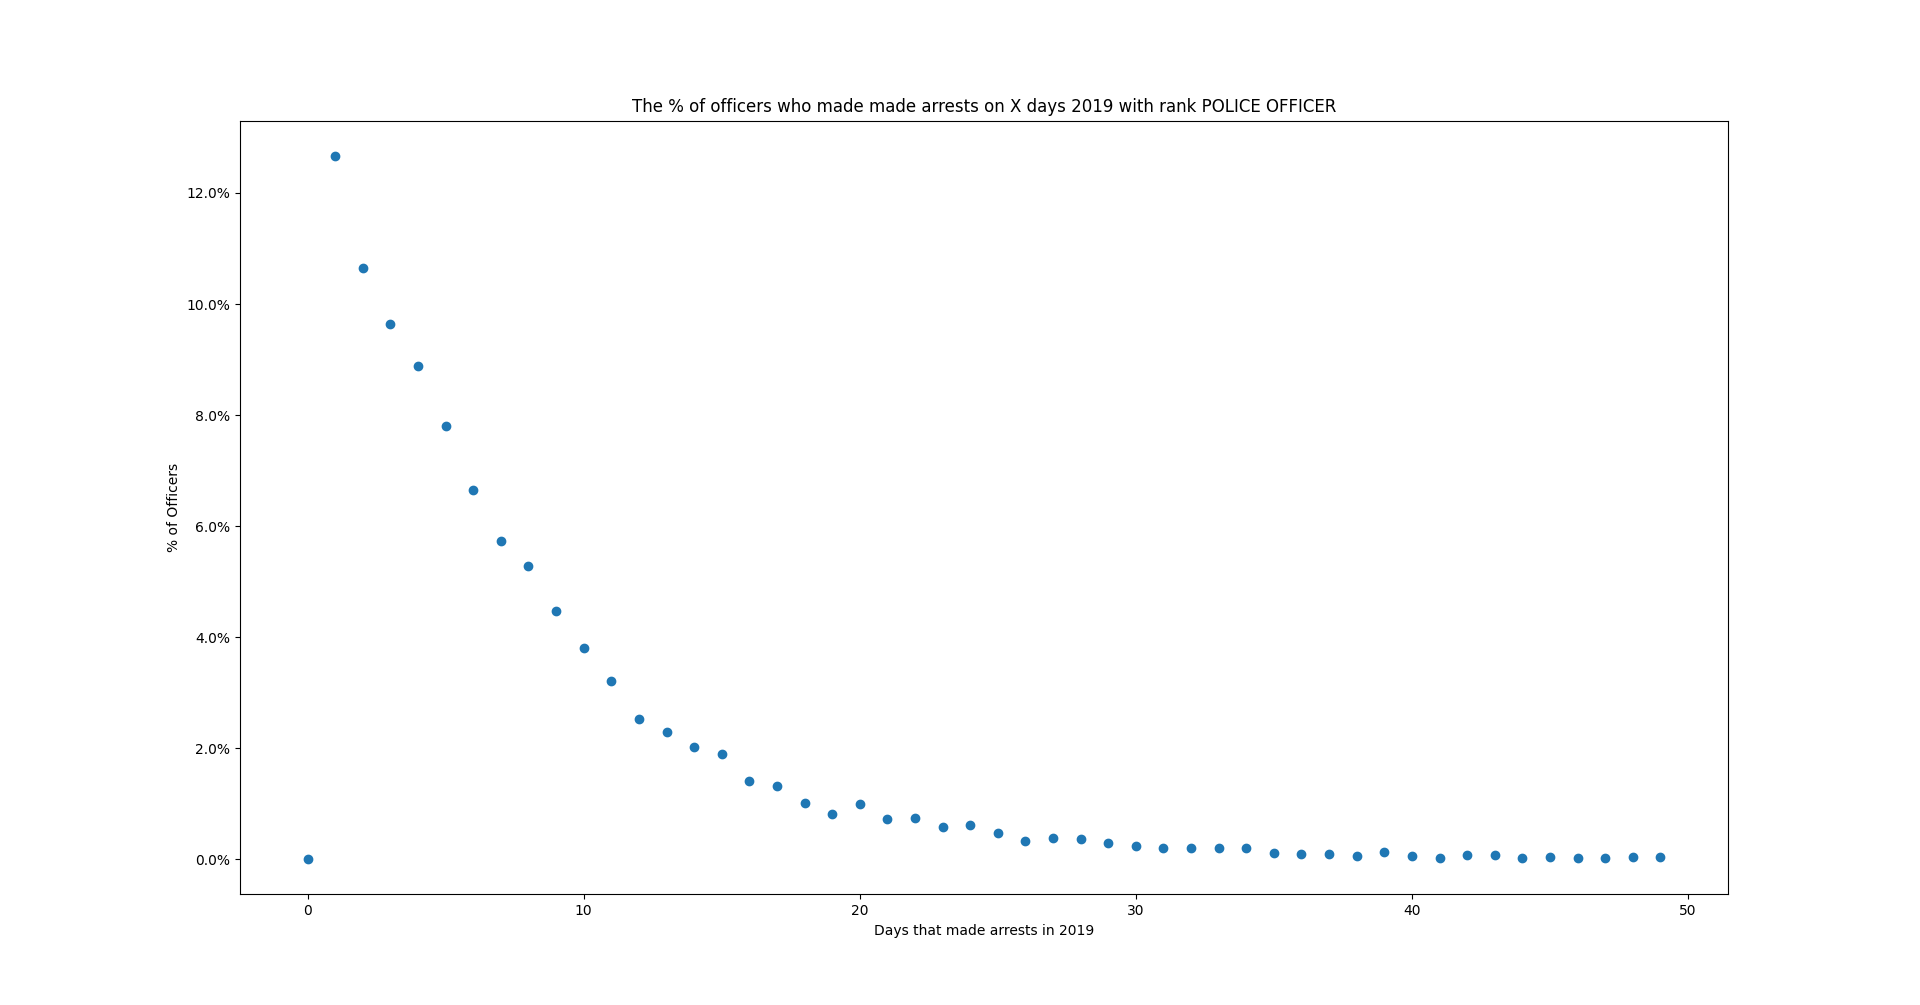 The % of officers who made made arrests on X days 2019 with rank POLICE OFFICER
12.0%
10.0%
8.0%
6.0%
4.0%
2.0%
0.0%
% of Officers
0 10 20 30 40 50
Days that made arrests in 2019